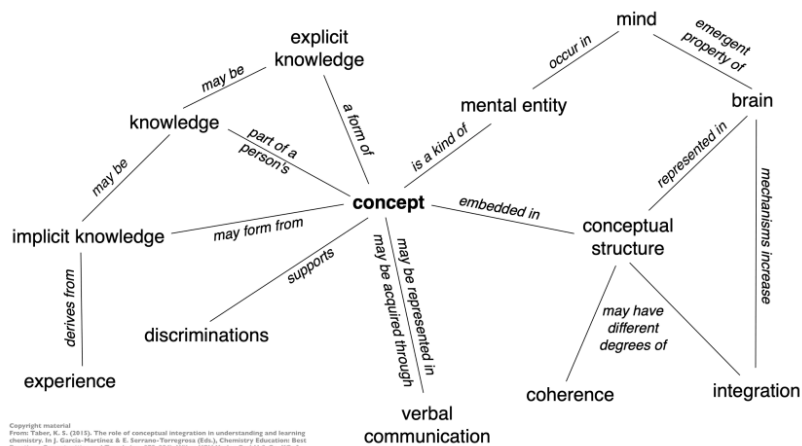 mind
explicit
knowledge
emergent
property of
occur in
may be
mental entity
brain
knowledge
a form of
part of a
person's
is a kind of
may be
represented in
mechanisms increase
concept
embedded in
implicit knowledge
may form from
conceptual
structure
supports
may be represented in
may be acquired through
derives from
may have
different
degrees of
discriminations
experience
coherence
integration
verbal
communication
Copyright material
From: Taber, K. S. (2015). The role of conceptual integration in understanding and learning
chemistry. In J. García-Martínez & E. Serrano-Torregrosa (Eds.), Chemistry Education: Best